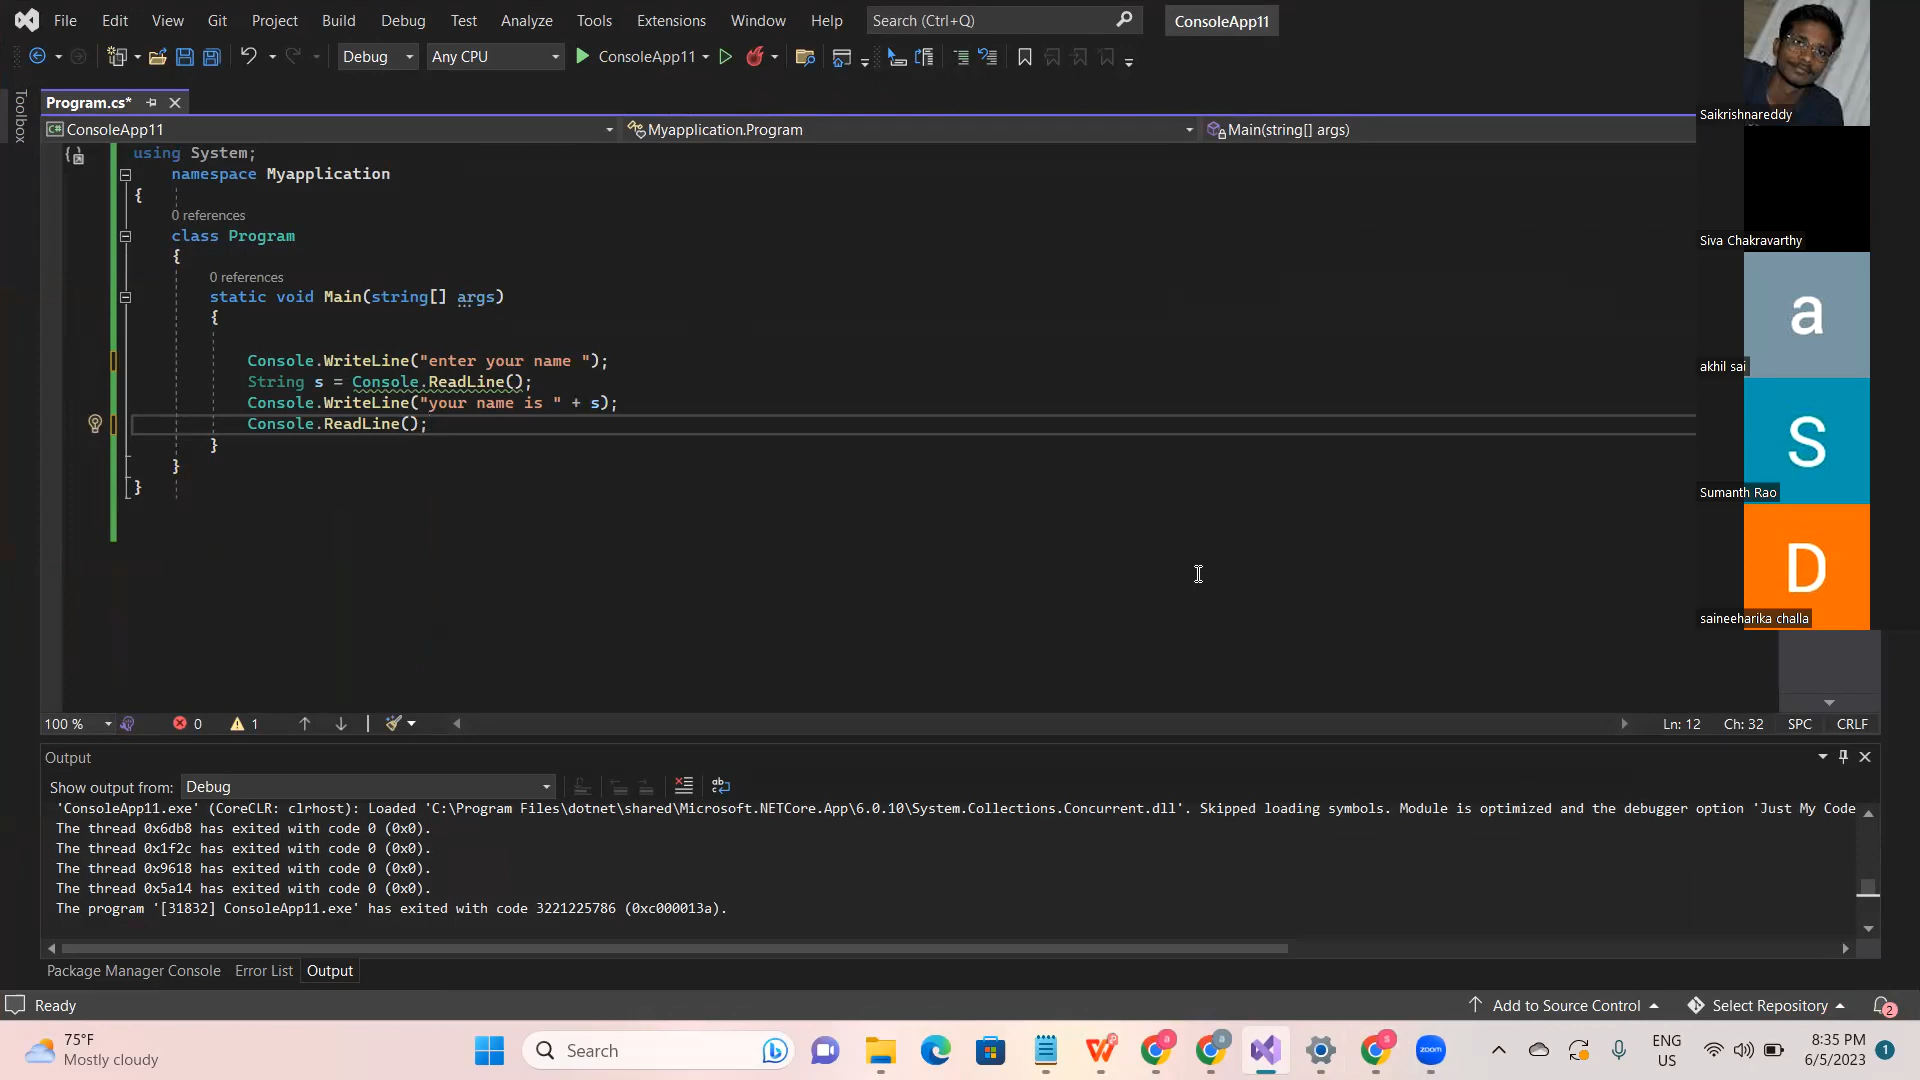 File Edit View Git Project Build Debug Test Analyze Tools Extensions Window Help Search (Ctrl+Q) ConsoleApp11
Debug Any CPU ConsoleApp11
Toolbox
Program.cs*
C# ConsoleApp11 Myapplication.Program Main(string[] args)
using System;
namespace Myapplication
{
0 references
class Program
{
0 references
static void Main(string[] args)
{
Console.WriteLine("enter your name ");
String s = Console.ReadLine();
Console.WriteLine("your name is " + s);
Console.ReadLine();
}
}
}
Saikrishnareddy
Siva Chakravarthy
a
akhil sai
S
Sumanth Rao
D
saineeharika challa
100 % 0 1 Ln: 12 Ch: 32 SPC CRLF
Output
Show output from: Debug
'ConsoleApp11.exe' (CoreCLR: clrhost): Loaded 'C:\Program Files\dotnet\shared\Microsoft.NETCore.App\6.0.10\System.Collections.Concurrent.dll'. Skipped loading symbols. Module is optimized and the debugger option 'Just My Code
The thread 0x6db8 has exited with code 0 (0x0).
The thread 0x1f2c has exited with code 0 (0x0).
The thread 0x9618 has exited with code 0 (0x0).
The thread 0x5a14 has exited with code 0 (0x0).
The program '[31832] ConsoleApp11.exe' has exited with code 3221225786 (0xc000013a).
Package Manager Console Error List Output
Ready Add to Source Control Select Repository 2
75°F
Mostly cloudy
Search
zoom
ENG
US
8:35 PM
6/5/2023
1